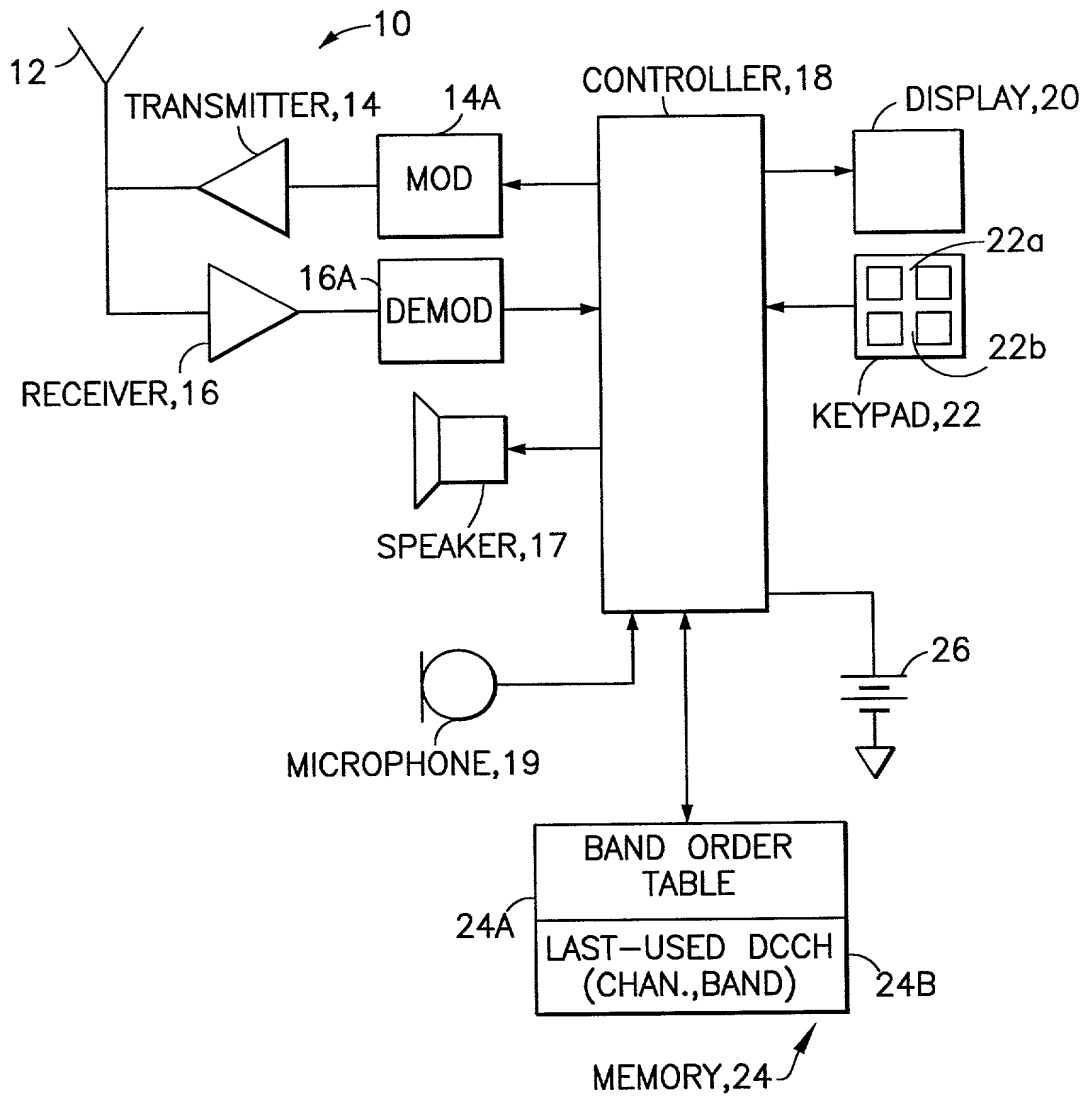 10
12
TRANSMITTER,14
14A
MOD
CONTROLLER,18
DISPLAY,20
22a
22b
KEYPAD,22
16A
DEMOD
RECEIVER,16
SPEAKER,17
MICROPHONE,19
26
BAND ORDER
TABLE
24A
LAST-USED DCCH
(CHAN.,BAND)
24B
MEMORY,24